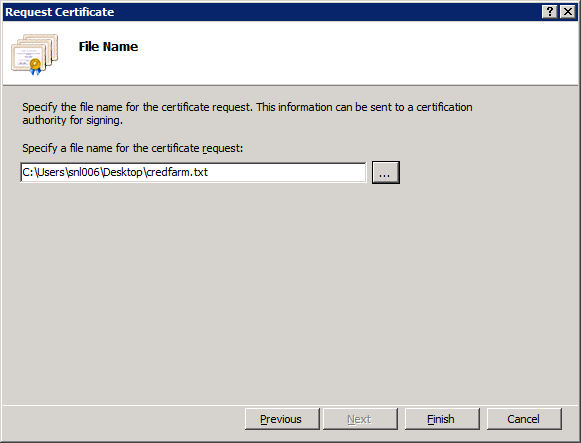 Request Certificate
File Name
Specify the file name for the certificate request. This information can be sent to a certification
authority for signing.
Specify a file name for the certificate request:
C:\Users\snl006\Desktop\credfarm.txt
...
Previous
Next
Finish
Cancel